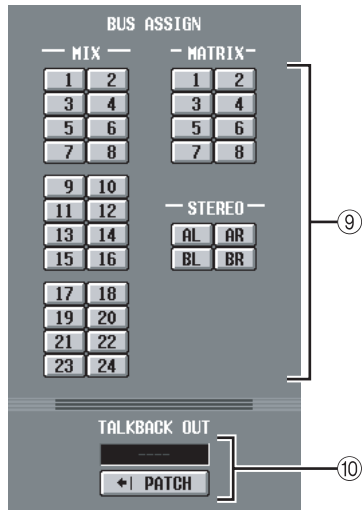 BUS ASSIGN
MIX
MATRIX
1 2 1 2
3 4 3 4
5 6 5 6
7 8 7 8
9 10
11 12
STEREO
13 14 AL AR
15 16 BL BR
17 18
19 20
21 22
23 24
⑨
TALKBACK OUT
----
PATCH
⑩